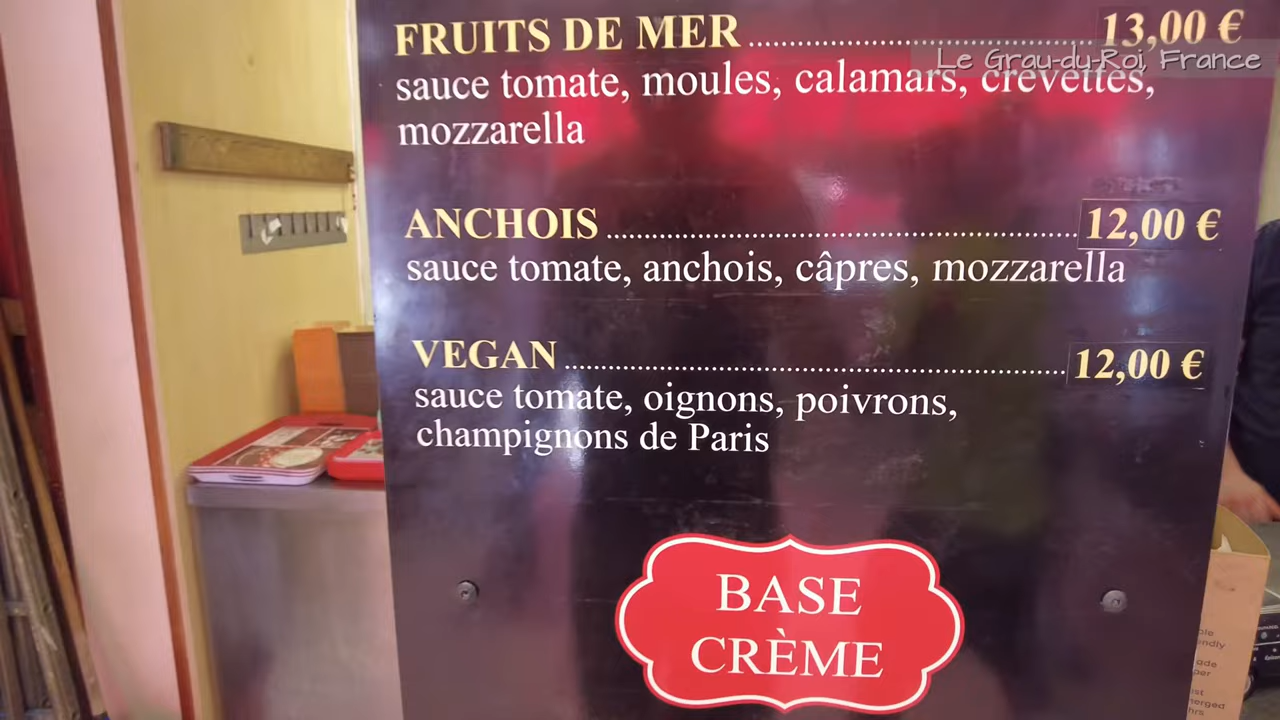 FRUITS DE MER ........ 13,00 €
Le Grau-du-Roi, France
sauce tomate, moules, calamars, crevettes,
mozzarella
ANCHOIS ........ 12,00 €
sauce tomate, anchois, câpres, mozzarella
VEGAN ........ 12,00 €
sauce tomate, oignons, poivrons,
champignons de Paris
BASE
CRÈME